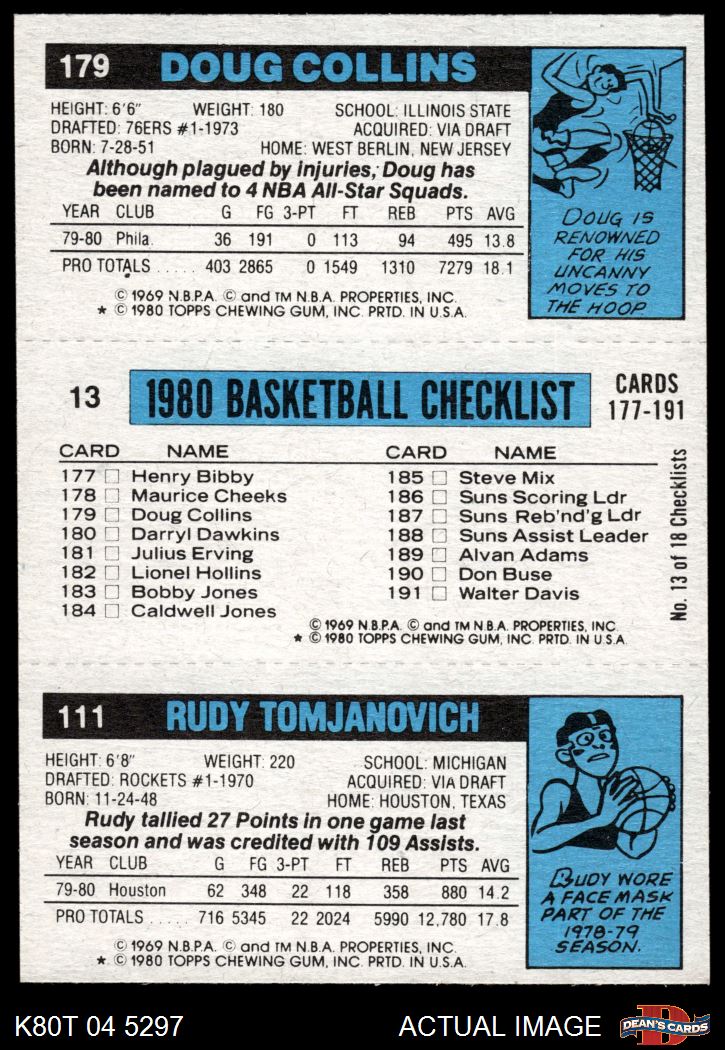 179 DOUG COLLINS
HEIGHT: 6'6" WEIGHT: 180 SCHOOL: ILLINOIS STATE
DRAFTED: 76ERS #1-1973 ACQUIRED: VIA DRAFT
BORN: 7-28-51 HOME: WEST BERLIN, NEW JERSEY
Although plagued by injuries, Doug has
been named to 4 NBA All-Star Squads.
YEAR CLUB G FG 3-PT FT REB PTS AVG
79-80 Phila. 36 191 0 113 94 495 13.8
PRO TOTALS ..... 403 2865 0 1549 1310 7279 18.1
© 1969 N.B.P.A. © and TM N.B.A. PROPERTIES, INC.
★ © 1980 TOPPS CHEWING GUM, INC. PRTD. IN U.S.A.
DOUG IS
RENOWNED
FOR HIS
UNCANNY
MOVES TO
THE HOOP
13 1980 BASKETBALL CHECKLIST CARDS
177-191
CARD NAME
177 □ Henry Bibby
178 □ Maurice Cheeks
179 □ Doug Collins
180 □ Darryl Dawkins
181 □ Julius Erving
182 □ Lionel Hollins
183 □ Bobby Jones
184 □ Caldwell Jones
CARD NAME
185 □ Steve Mix
186 □ Suns Scoring Ldr
187 □ Suns Reb'nd'g Ldr
188 □ Suns Assist Leader
189 □ Alvan Adams
190 □ Don Buse
191 □ Walter Davis
© 1969 N.B.P.A. © and TM N.B.A. PROPERTIES, INC.
★ © 1980 TOPPS CHEWING GUM, INC. PRTD. IN U.S.A.
No. 13 of 18 Checklists
111 RUDY TOMJANOVICH
HEIGHT: 6'8" WEIGHT: 220 SCHOOL: MICHIGAN
DRAFTED: ROCKETS #1-1970 ACQUIRED: VIA DRAFT
BORN: 11-24-48 HOME: HOUSTON, TEXAS
Rudy tallied 27 Points in one game last
season and was credited with 109 Assists.
YEAR CLUB G FG 3-PT FT REB PTS AVG
79-80 Houston 62 348 22 118 358 880 14.2
PRO TOTALS ..... 716 5345 22 2024 5990 12,780 17.8
© 1969 N.B.P.A. © and TM N.B.A. PROPERTIES, INC.
★ © 1980 TOPPS CHEWING GUM, INC. PRTD. IN U.S.A.
RUDY WORE
A FACE MASK
PART OF THE
1978-79
SEASON.
K80T 04 5297 ACTUAL IMAGE DEAN'S CARDS